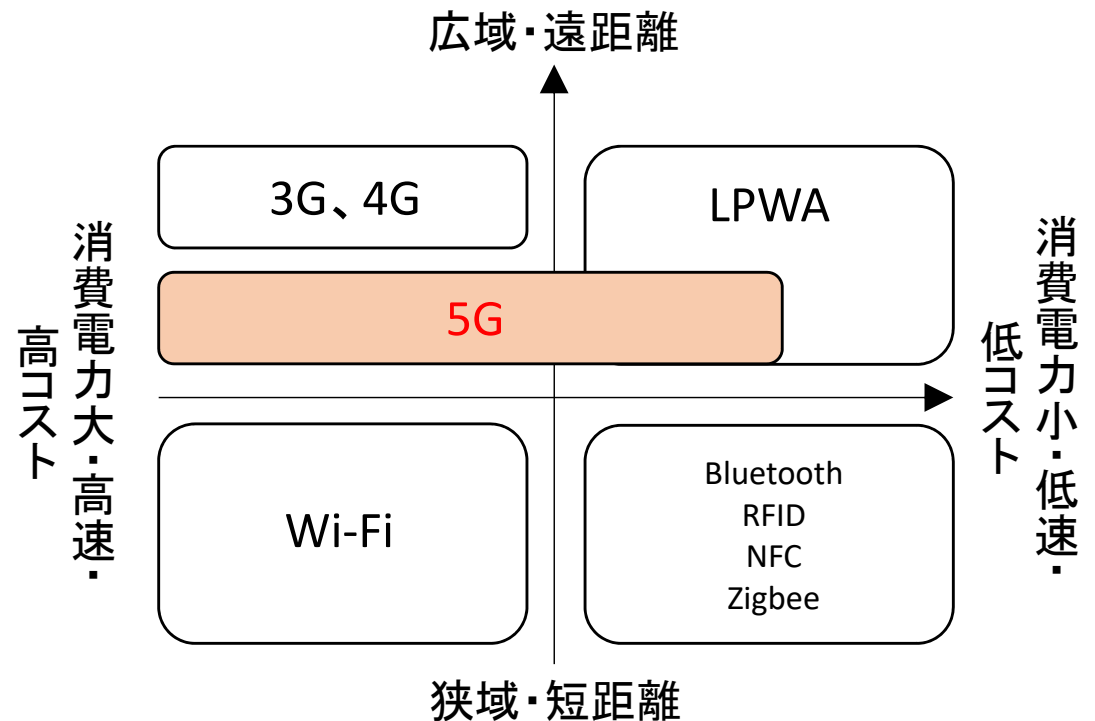 広域・遠距離
3G、4G
LPWA
消費電力大・高速・
高コスト
5G
消費電力小・低速・
低コスト
Wi-Fi
Bluetooth
RFID
NFC
Zigbee
狭域・短距離